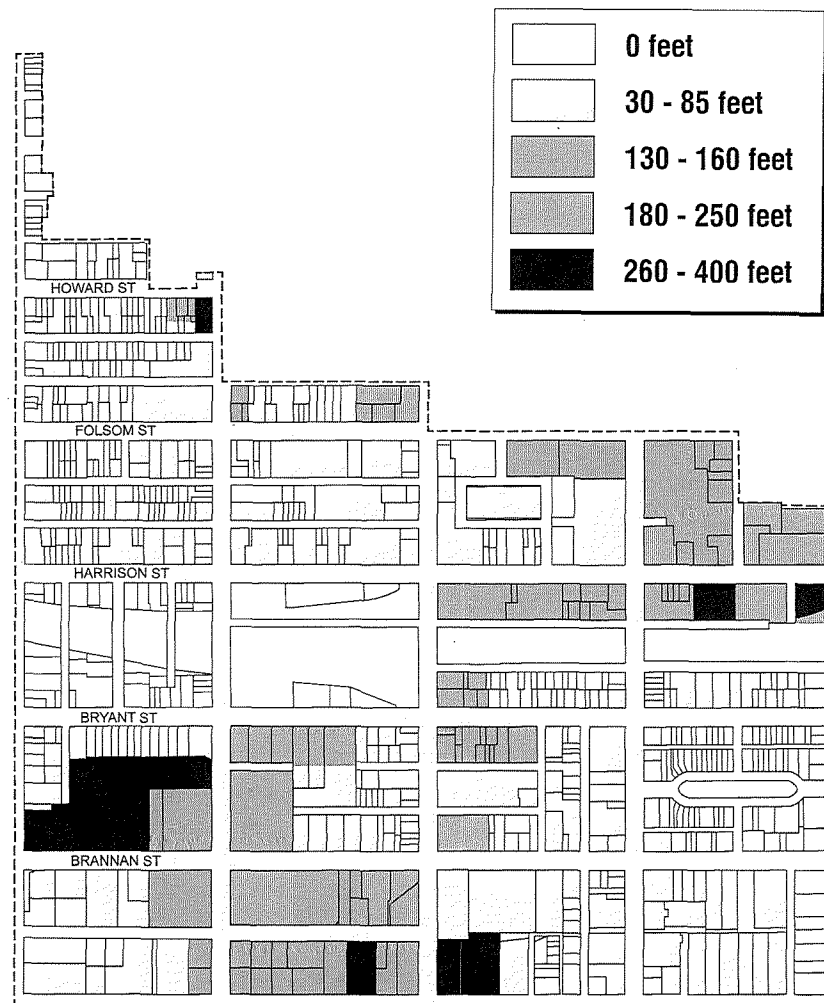 0 feet
30 - 85 feet
130 - 160 feet
180 - 250 feet
260 - 400 feet
HOWARD ST
FOLSOM ST
HARRISON ST
BRYANT ST
BRANNAN ST